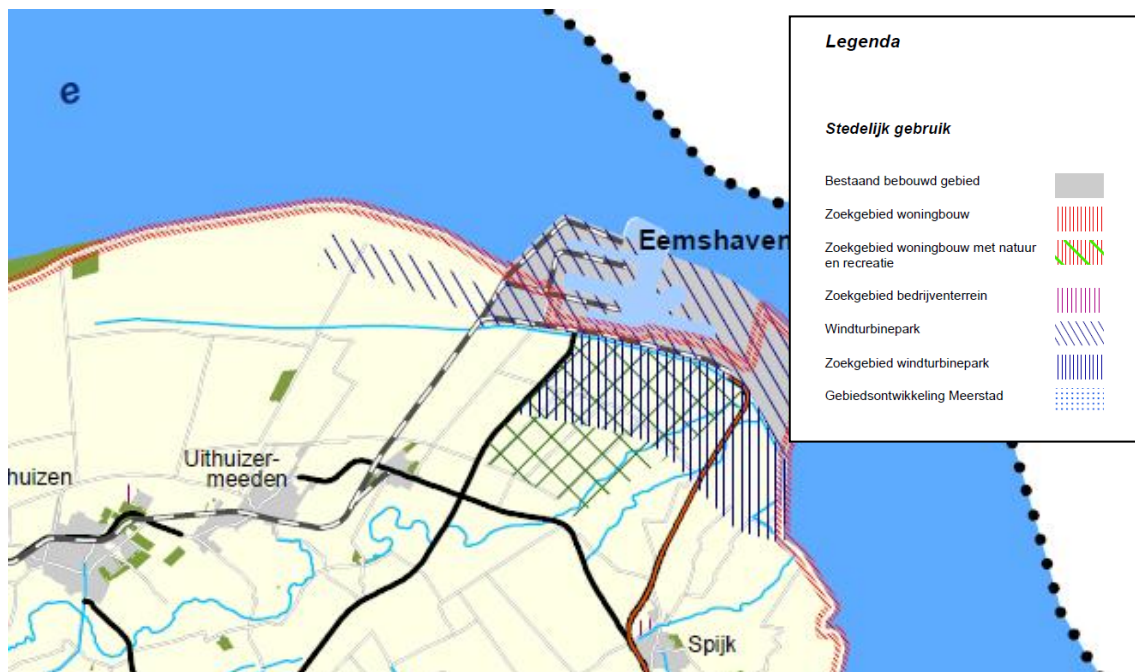 e
Eemshaven
Uithuizer-
meeden
huizen
Spijk
Legenda
Stedelijk gebruik
Bestaand bebouwd gebied
Zoekgebied woningbouw
Zoekgebied woningbouw met natuur
en recreatie
Zoekgebied bedrijventerrein
Windturbinepark
Zoekgebied windturbinepark
Gebiedsontwikkeling Meerstad